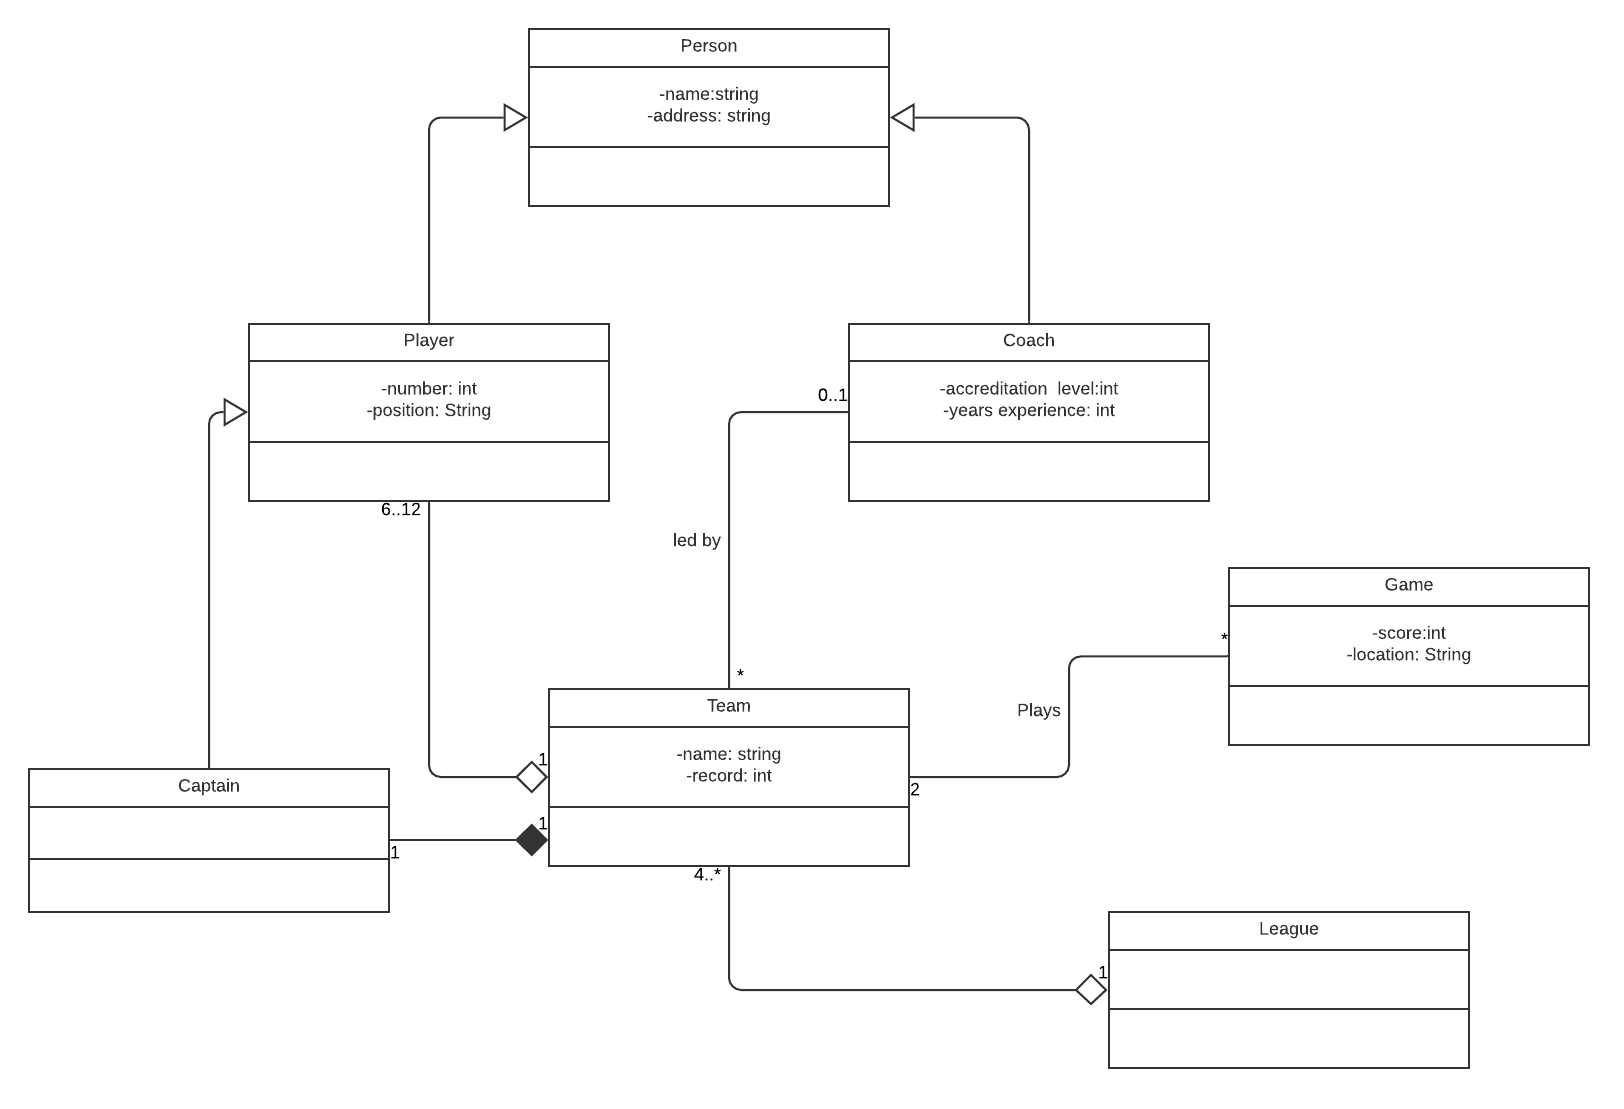 Person
-name:string
-address: string
Player
-number: int
-position: String
6..12
Coach
-accreditation  level:int
-years experience: int
0..1
led by
*
Game
-score:int
-location: String
*
Plays
Team
-name: string
-record: int
1
1
2
4..*
Captain
1
League
1